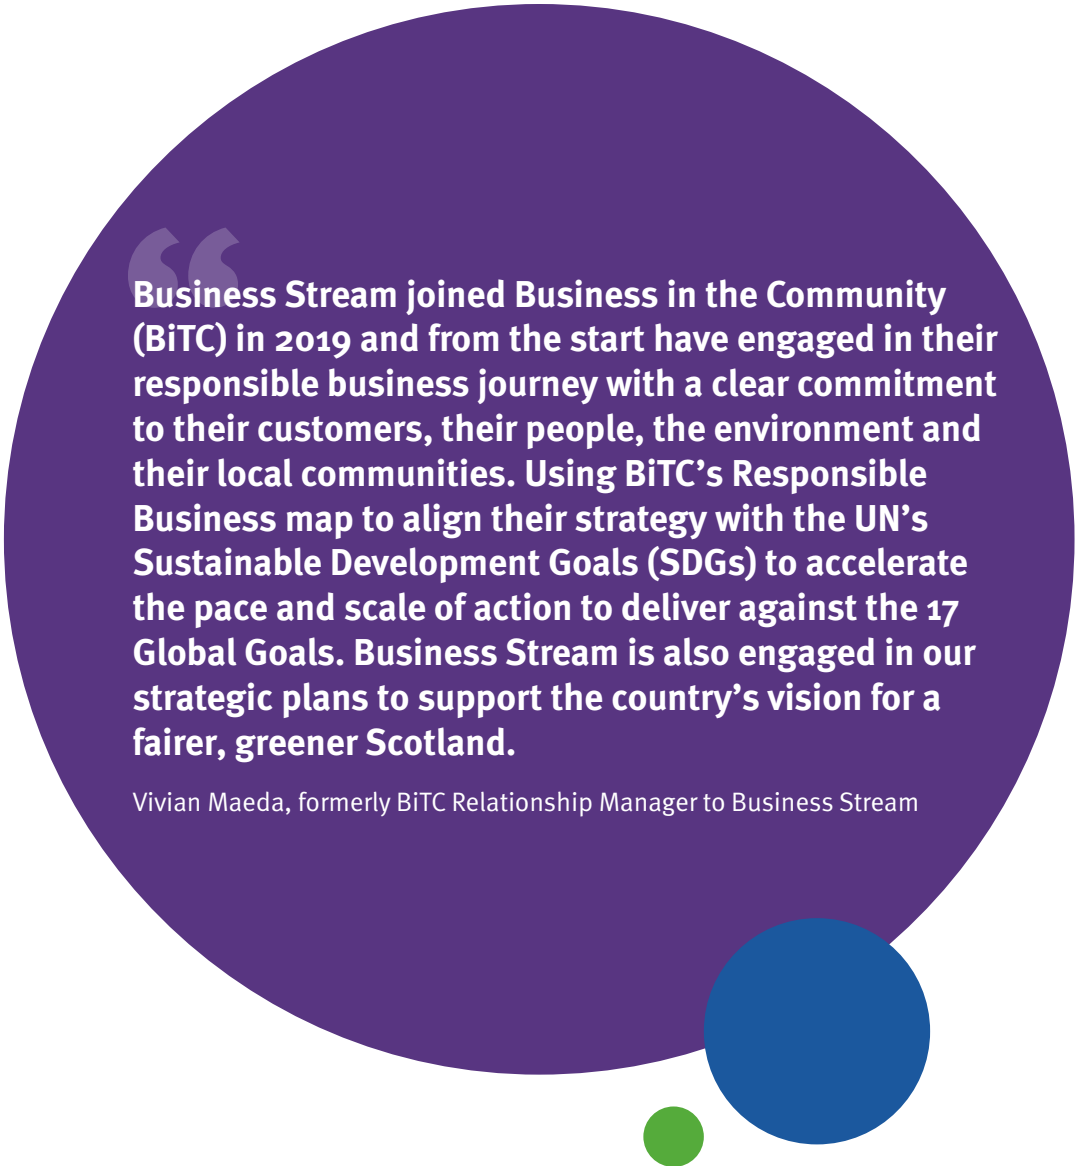 “
Business Stream joined Business in the Community
(BiTC) in 2019 and from the start have engaged in their
responsible business journey with a clear commitment
to their customers, their people, the environment and
their local communities. Using BiTC’s Responsible
Business map to align their strategy with the UN’s
Sustainable Development Goals (SDGs) to accelerate
the pace and scale of action to deliver against the 17
Global Goals. Business Stream is also engaged in our
strategic plans to support the country’s vision for a
fairer, greener Scotland.
Vivian Maeda, formerly BiTC Relationship Manager to Business Stream